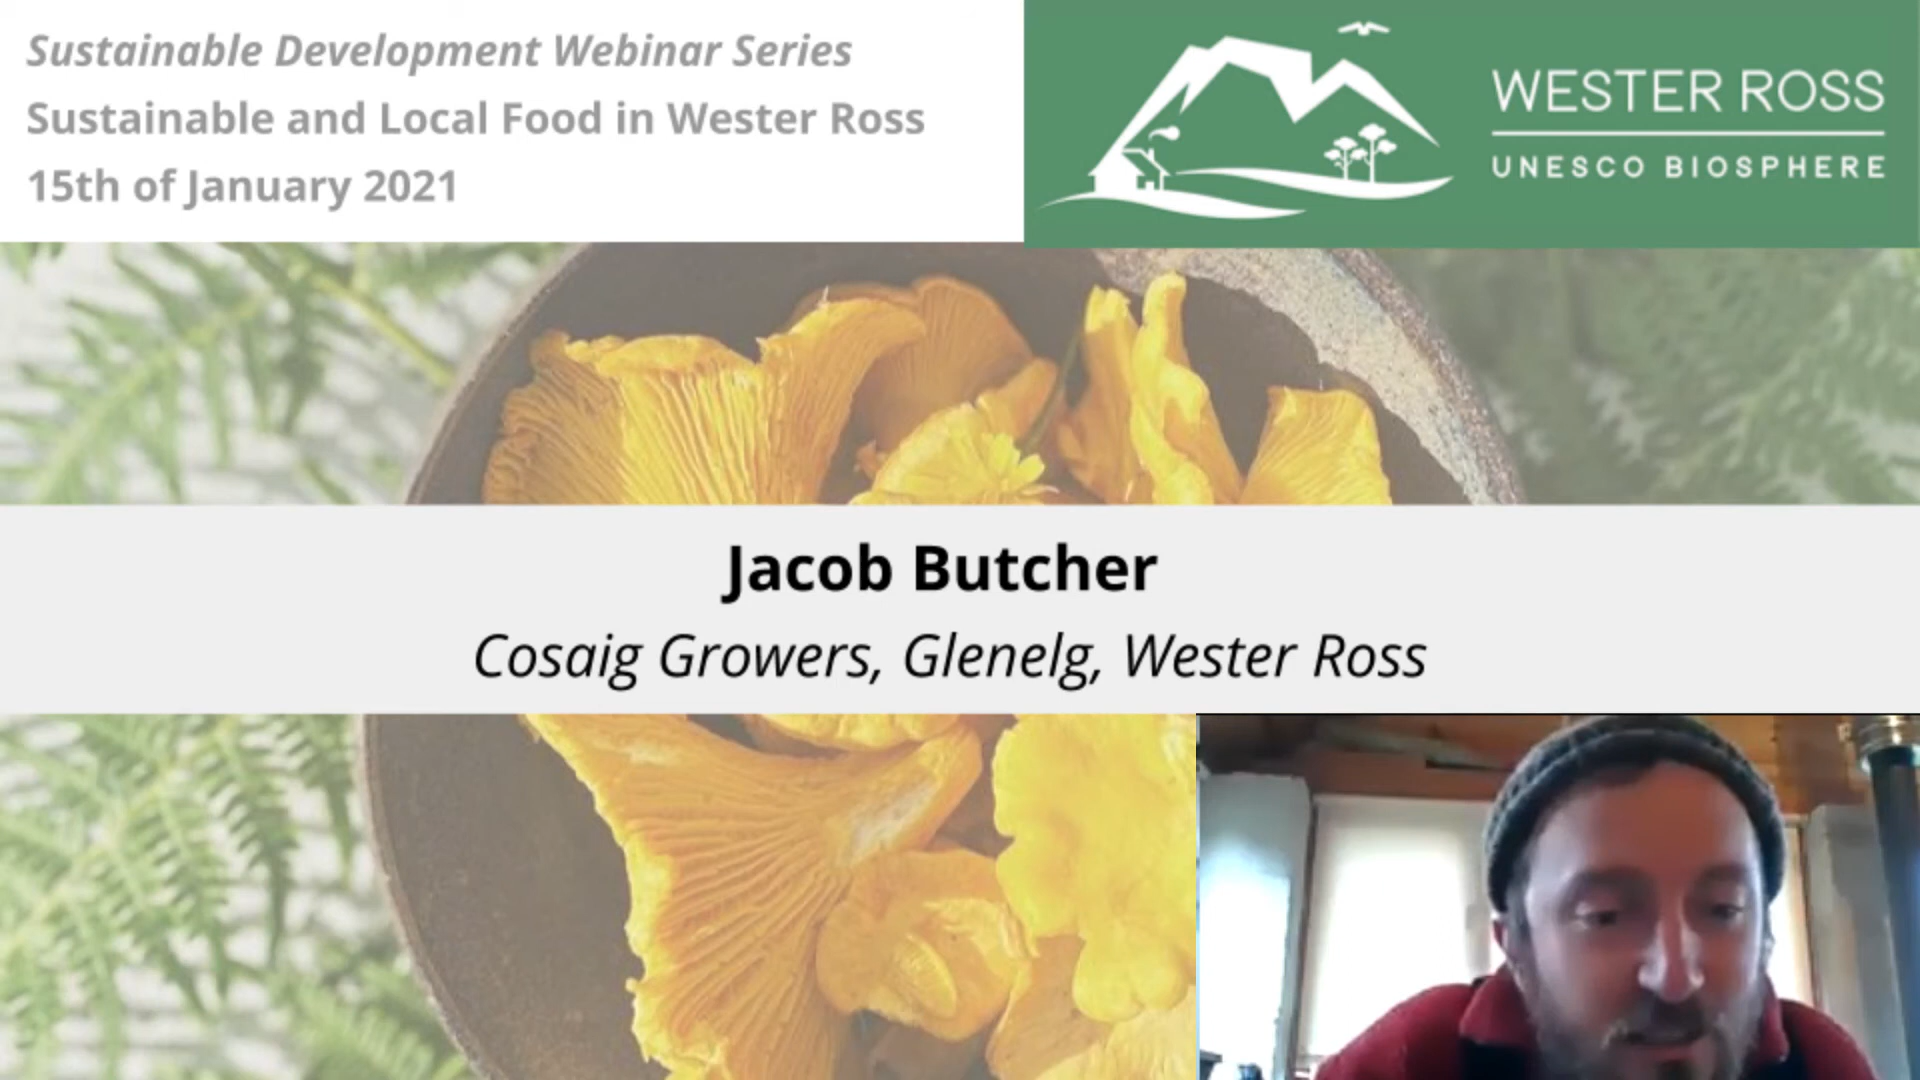 Sustainable Development Webinar Series
Sustainable and Local Food in Wester Ross
15th of January 2021
WESTER ROSS
UNESCO BIOSPHERE
Jacob Butcher
Cosaig Growers, Glenelg, Wester Ross